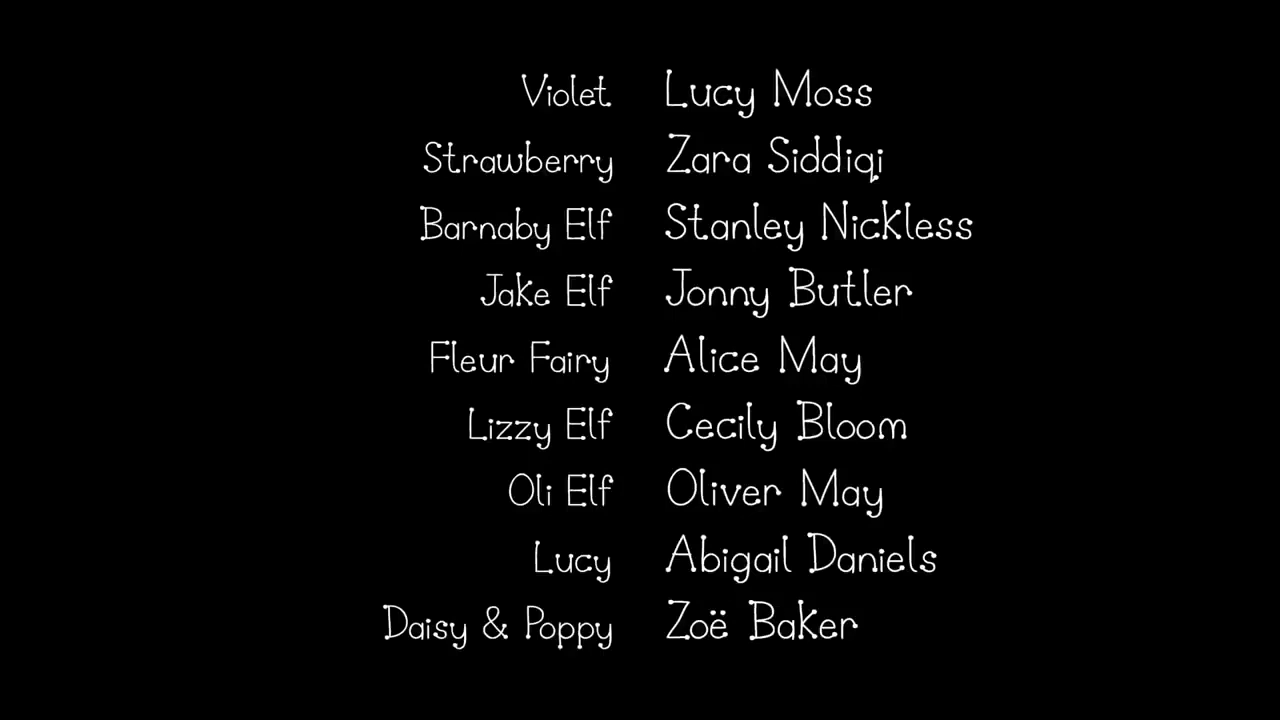 Violet Lucy Moss
Strawberry Zara Siddiqi
Barnaby Elf Stanley Nickless
Jake Elf Jonny Butler
Fleur Fairy Alice May
Lizzy Elf Cecily Bloom
Oli Elf Oliver May
Lucy Abigail Daniels
Daisy & Poppy Zoë Baker